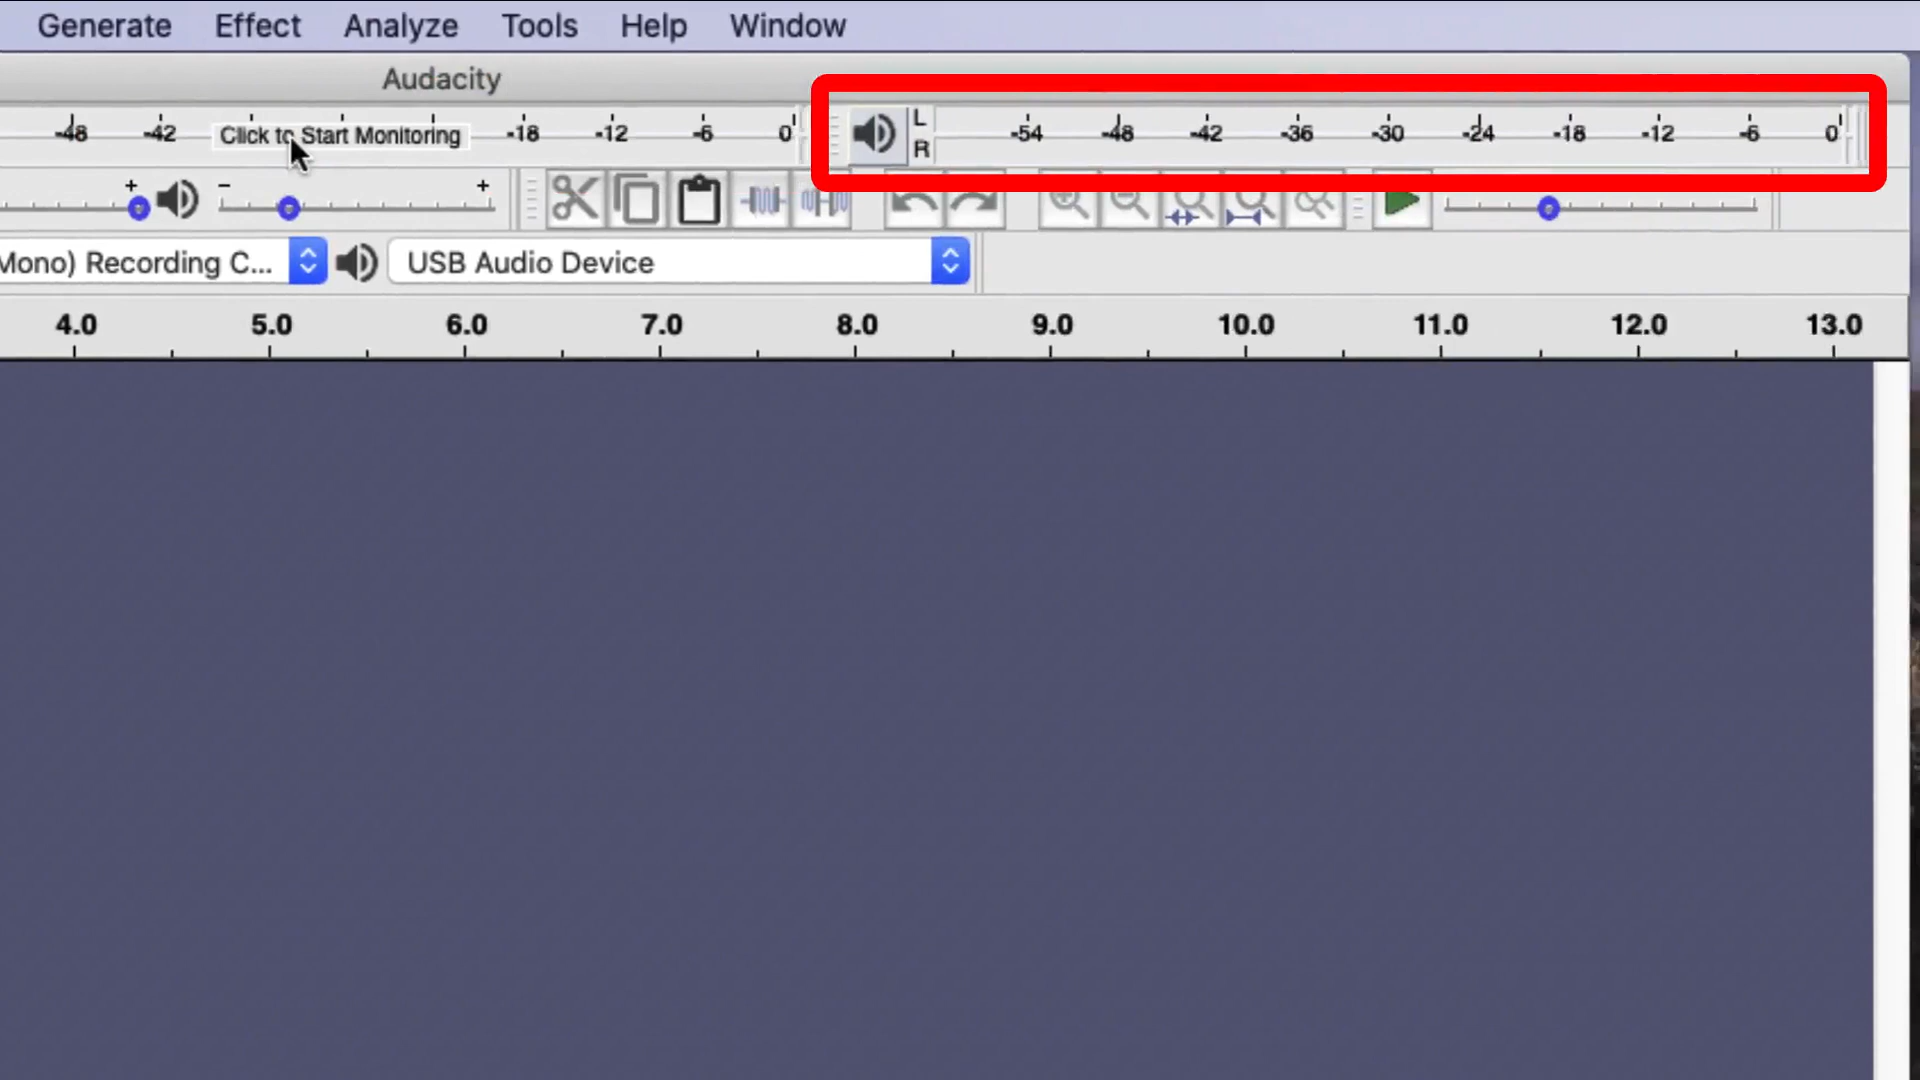 Generate Effect Analyze Tools Help Window
Audacity
-48 -42 Click to Start Monitoring -18 -12 -6 0
L
R
-54 -48 -42 -36 -30 -24 -18 -12 -6 0
+ - +
Mono) Recording C... USB Audio Device
4.0 5.0 6.0 7.0 8.0 9.0 10.0 11.0 12.0 13.0